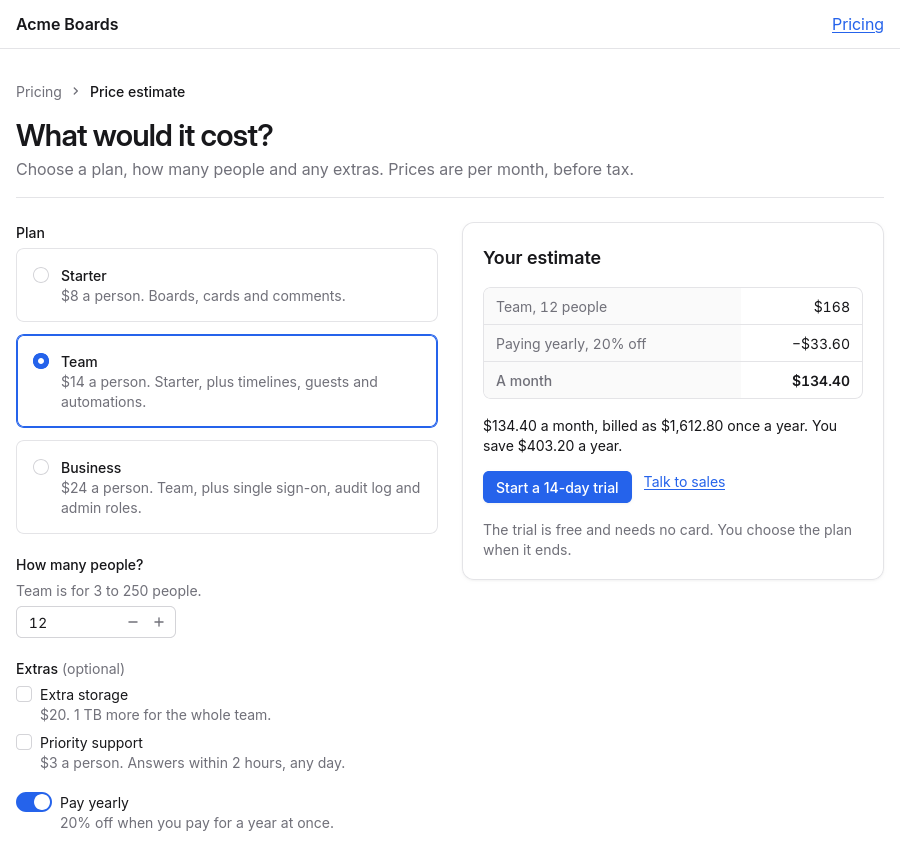 Acme Boards
Pricing
Pricing
Price estimate
What would it cost?
Choose a plan, how many people and any extras. Prices are per month, before tax.
Plan
Starter
$8 a person. Boards, cards and comments.
Team
$14 a person. Starter, plus timelines, guests and
automations.
Business
$24 a person. Team, plus single sign-on, audit log and
admin roles.
How many people?
Team is for 3 to 250 people.
12
Extras (optional)
Extra storage
$20. 1 TB more for the whole team.
Priority support
$3 a person. Answers within 2 hours, any day.
Pay yearly
20% off when you pay for a year at once.
Your estimate
Team, 12 people $168
Paying yearly, 20% off −$33.60
A month $134.40
$134.40 a month, billed as $1,612.80 once a year. You
save $403.20 a year.
Start a 14-day trial
Talk to sales
The trial is free and needs no card. You choose the plan
when it ends.